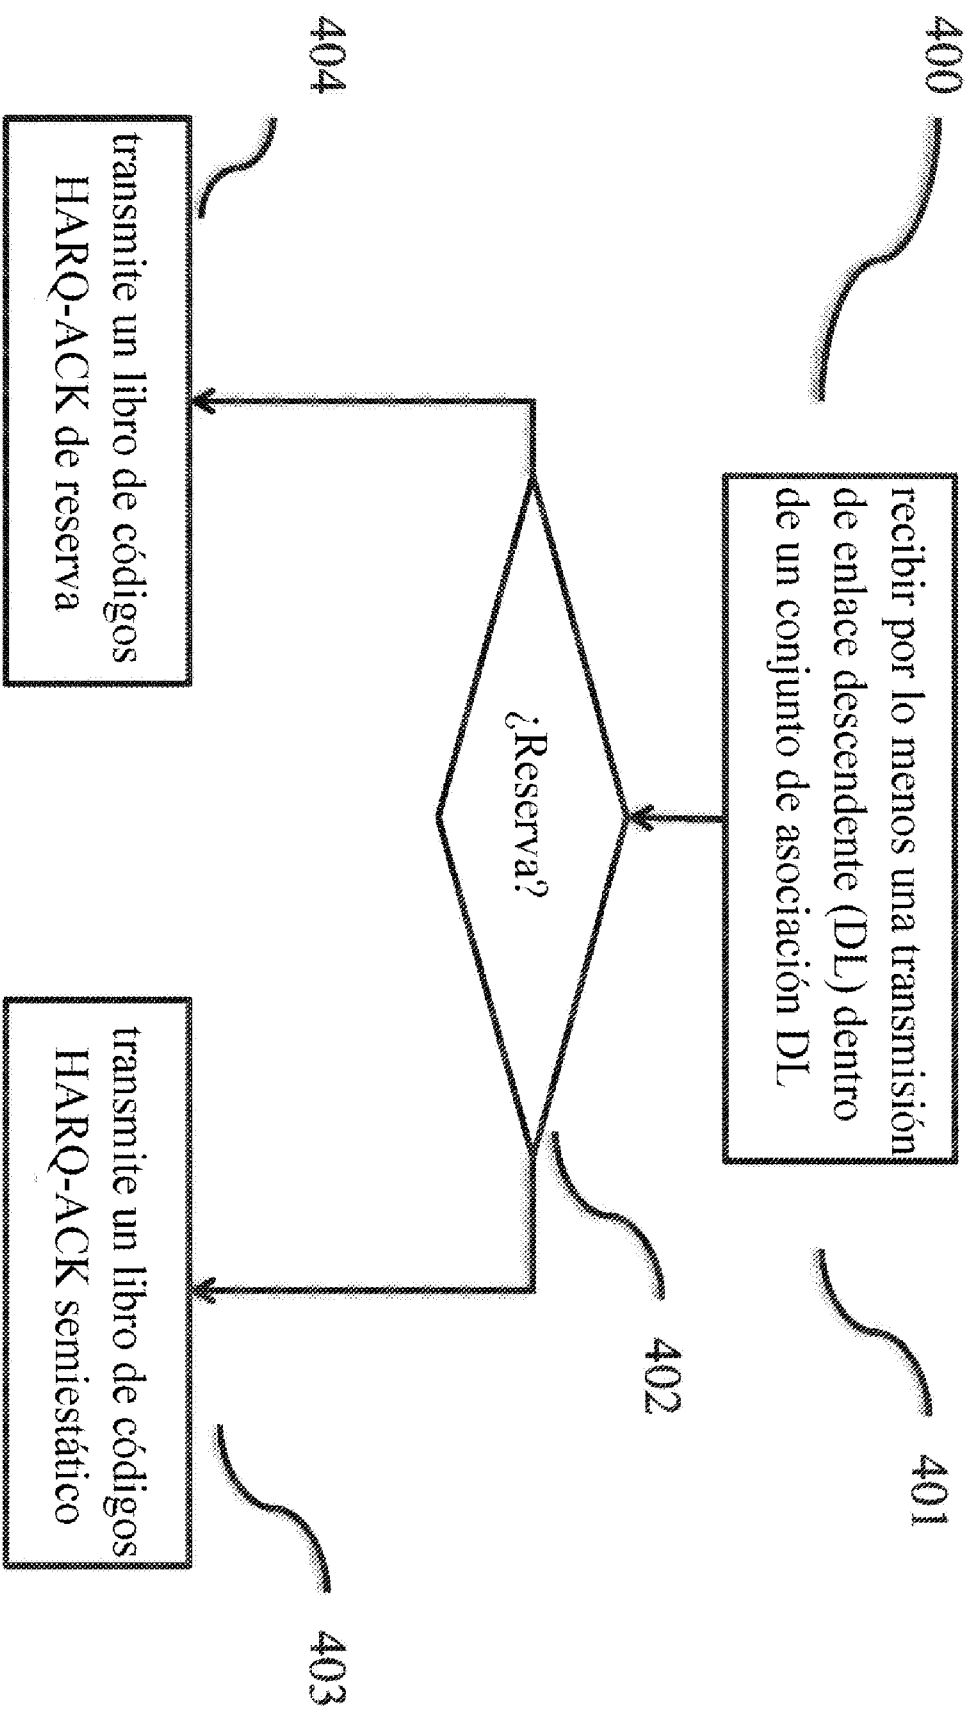 400
recibir por lo menos una transmisión
de enlace descendente (DL) dentro
de un conjunto de asociación DL
401
¿Reserva?
402
404
transmite un libro de códigos
HARQ-ACK de reserva
403
transmite un libro de códigos
HARQ-ACK semiestático